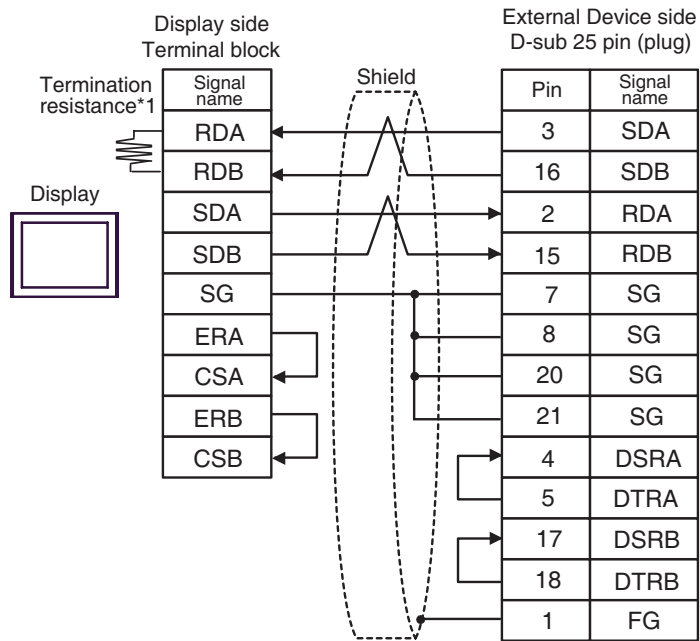 Display side
Terminal block
External Device side
D-sub 25 pin (plug)
Termination
resistance*1
Signal
name
Shield
Pin
Signal
name
RDA
3
SDA
RDB
16
SDB
Display
SDA
2
RDA
SDB
15
RDB
SG
7
SG
ERA
8
SG
CSA
20
SG
ERB
21
SG
CSB
4
DSRA
5
DTRA
17
DSRB
18
DTRB
1
FG